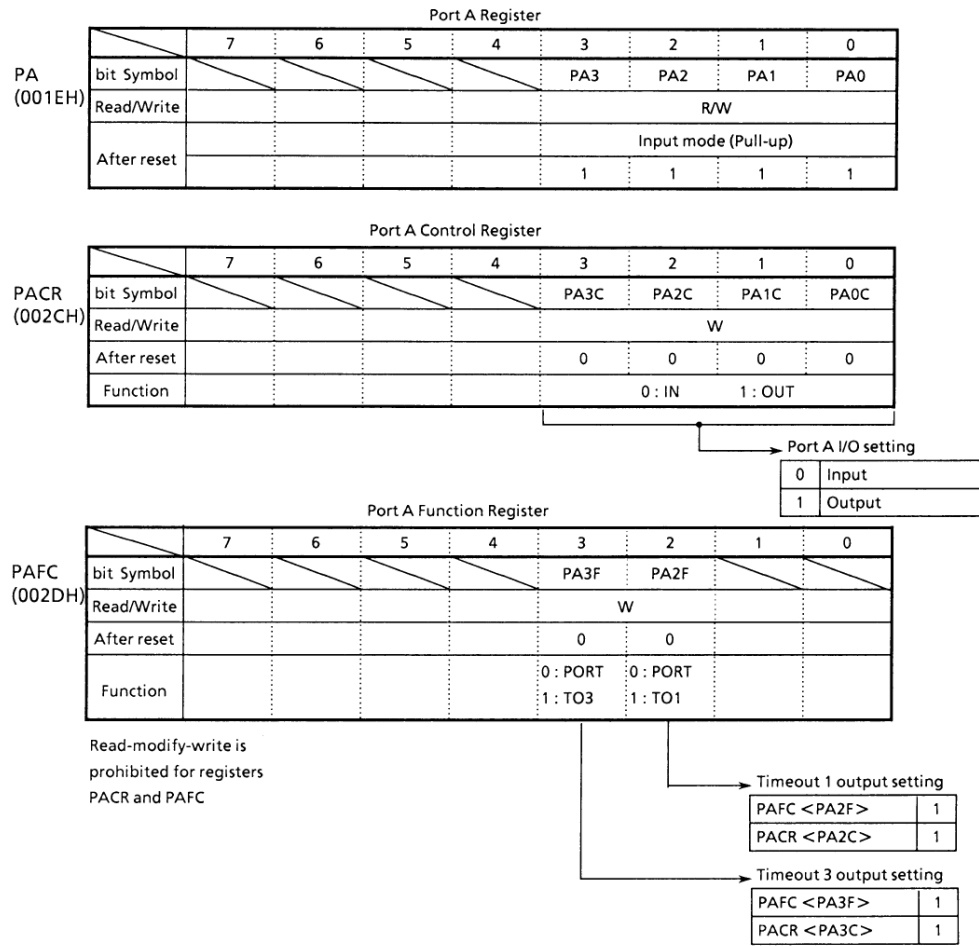 Port A Register
7 6 5 4 3 2 1 0
PA
(001EH)
bit Symbol PA3 PA2 PA1 PA0
Read/Write R/W
After reset Input mode (Pull-up)
1 1 1 1
Port A Control Register
7 6 5 4 3 2 1 0
PACR
(002CH)
bit Symbol PA3C PA2C PA1C PA0C
Read/Write W
After reset 0 0 0 0
Function 0 : IN 1 : OUT
Port A I/O setting
0 Input
1 Output
Port A Function Register
7 6 5 4 3 2 1 0
PAFC
(002DH)
bit Symbol PA3F PA2F
Read/Write W
After reset 0 0
Function 0 : PORT 0 : PORT
1 : TO3 1 : TO1
Read-modify-write is
prohibited for registers
PACR and PAFC
Timeout 1 output setting
PAFC <PA2F> 1
PACR <PA2C> 1
Timeout 3 output setting
PAFC <PA3F> 1
PACR <PA3C> 1